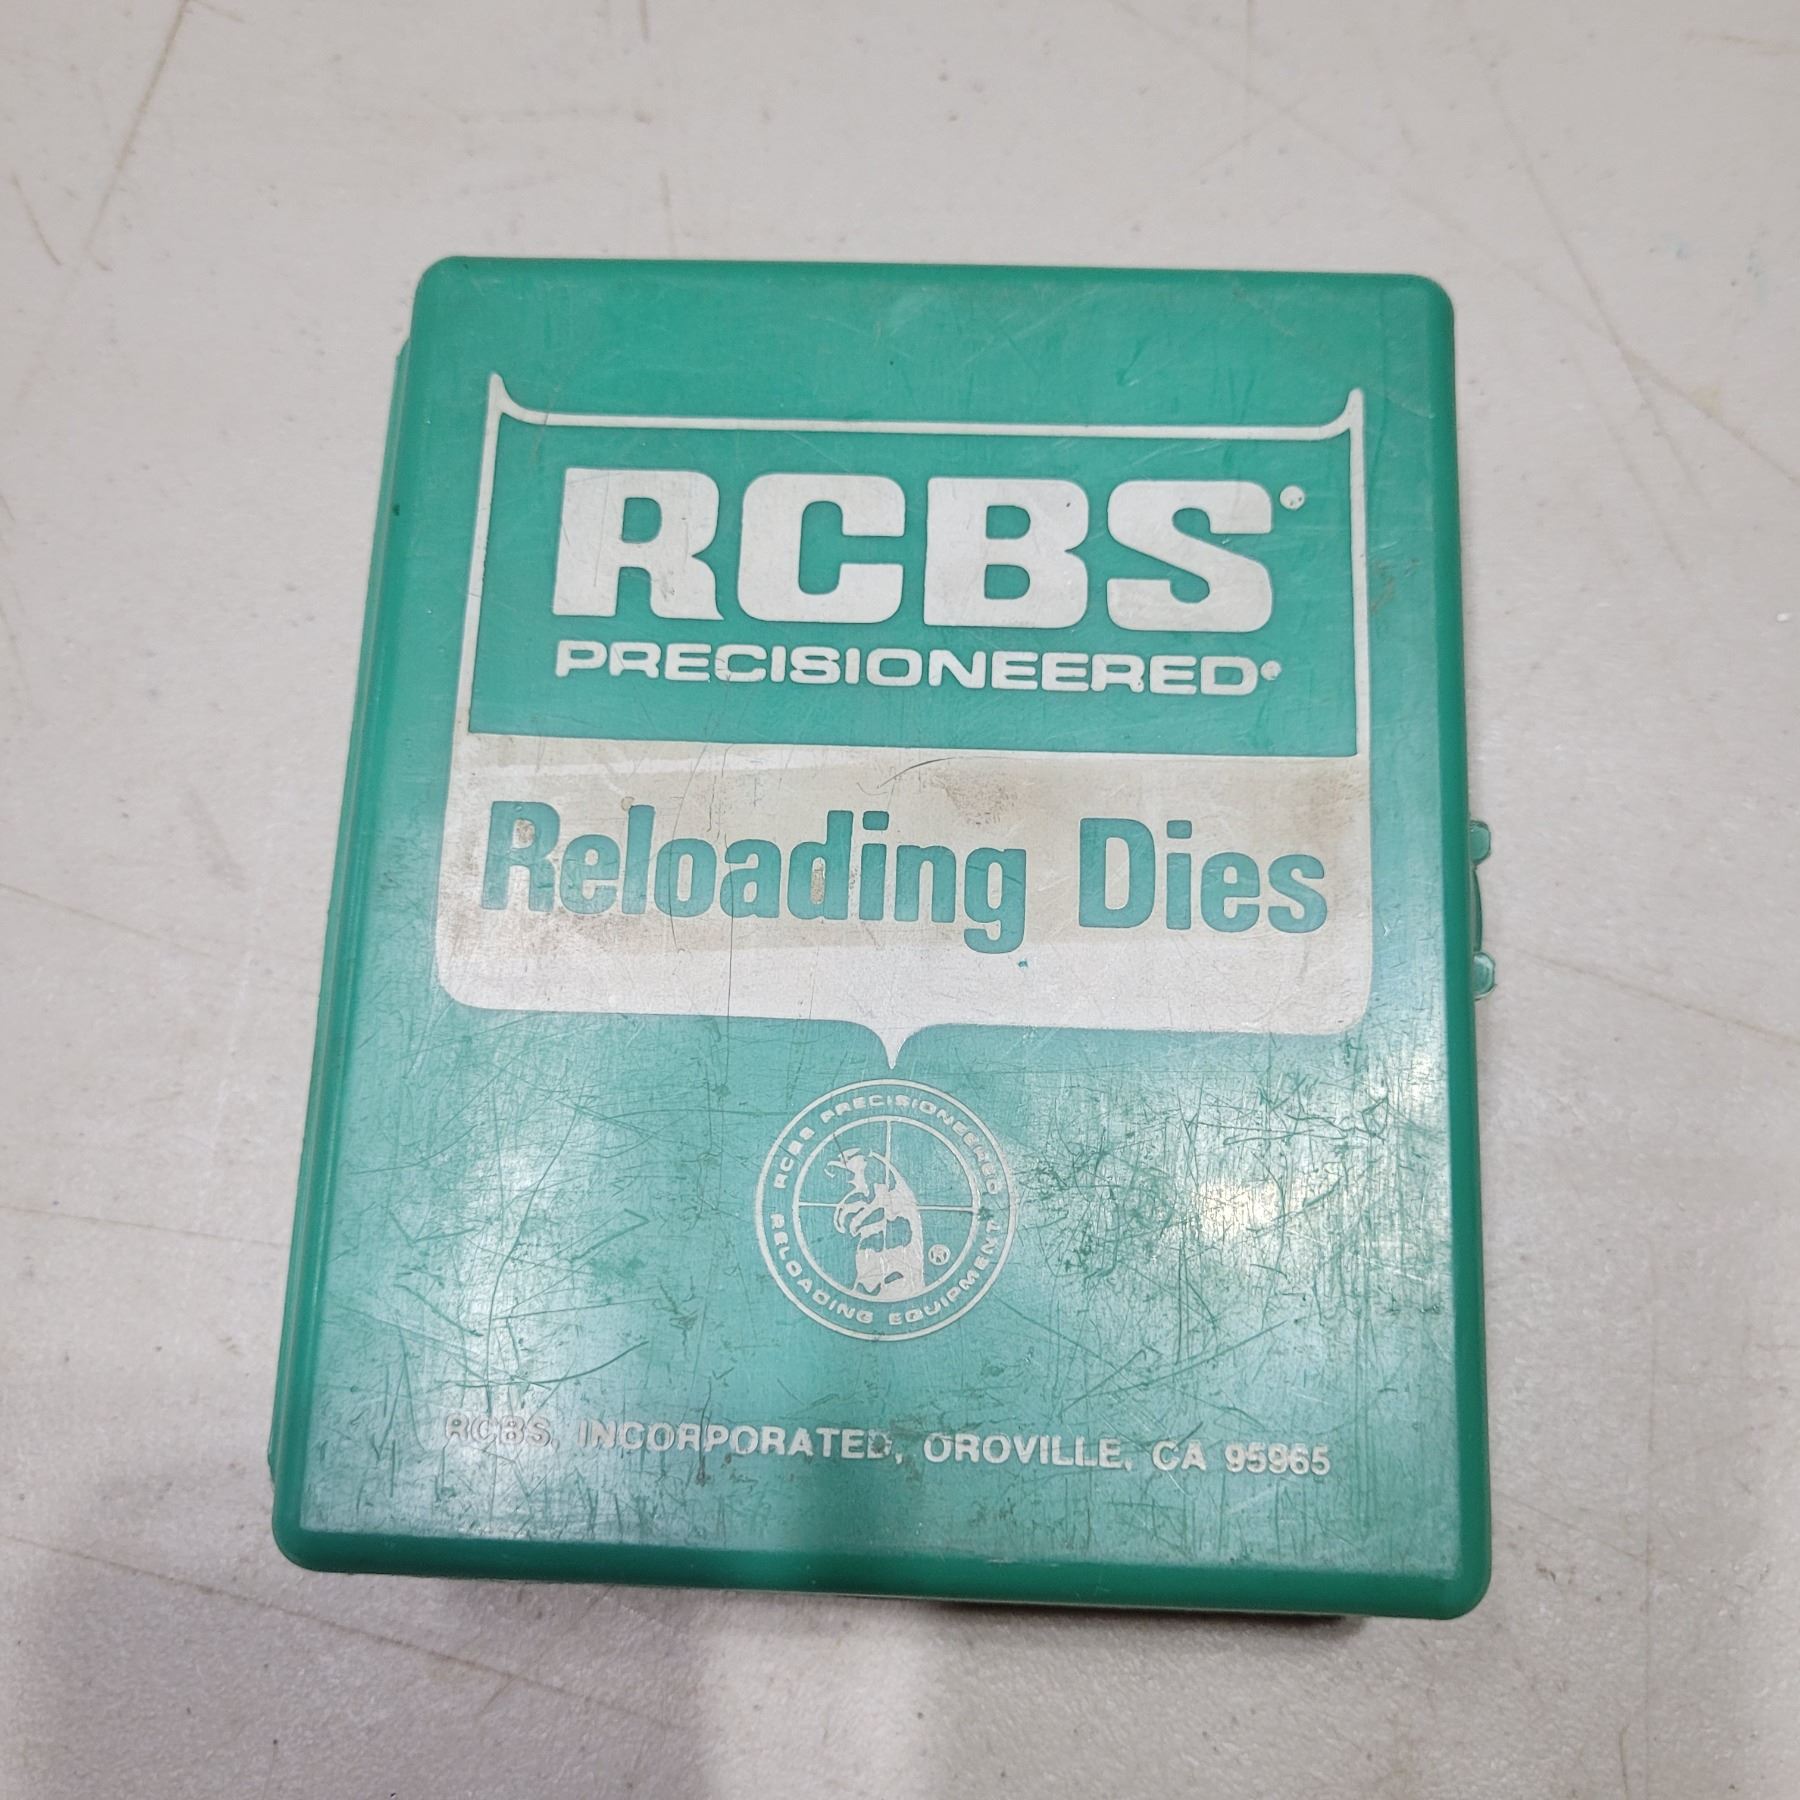 RCBS
PRECISIONEERED
Reloading Dies
RCBS PRECISIONEERED
RELOADING EQUIPMENT
®
RCBS, INCORPORATED, OROVILLE, CA 95965